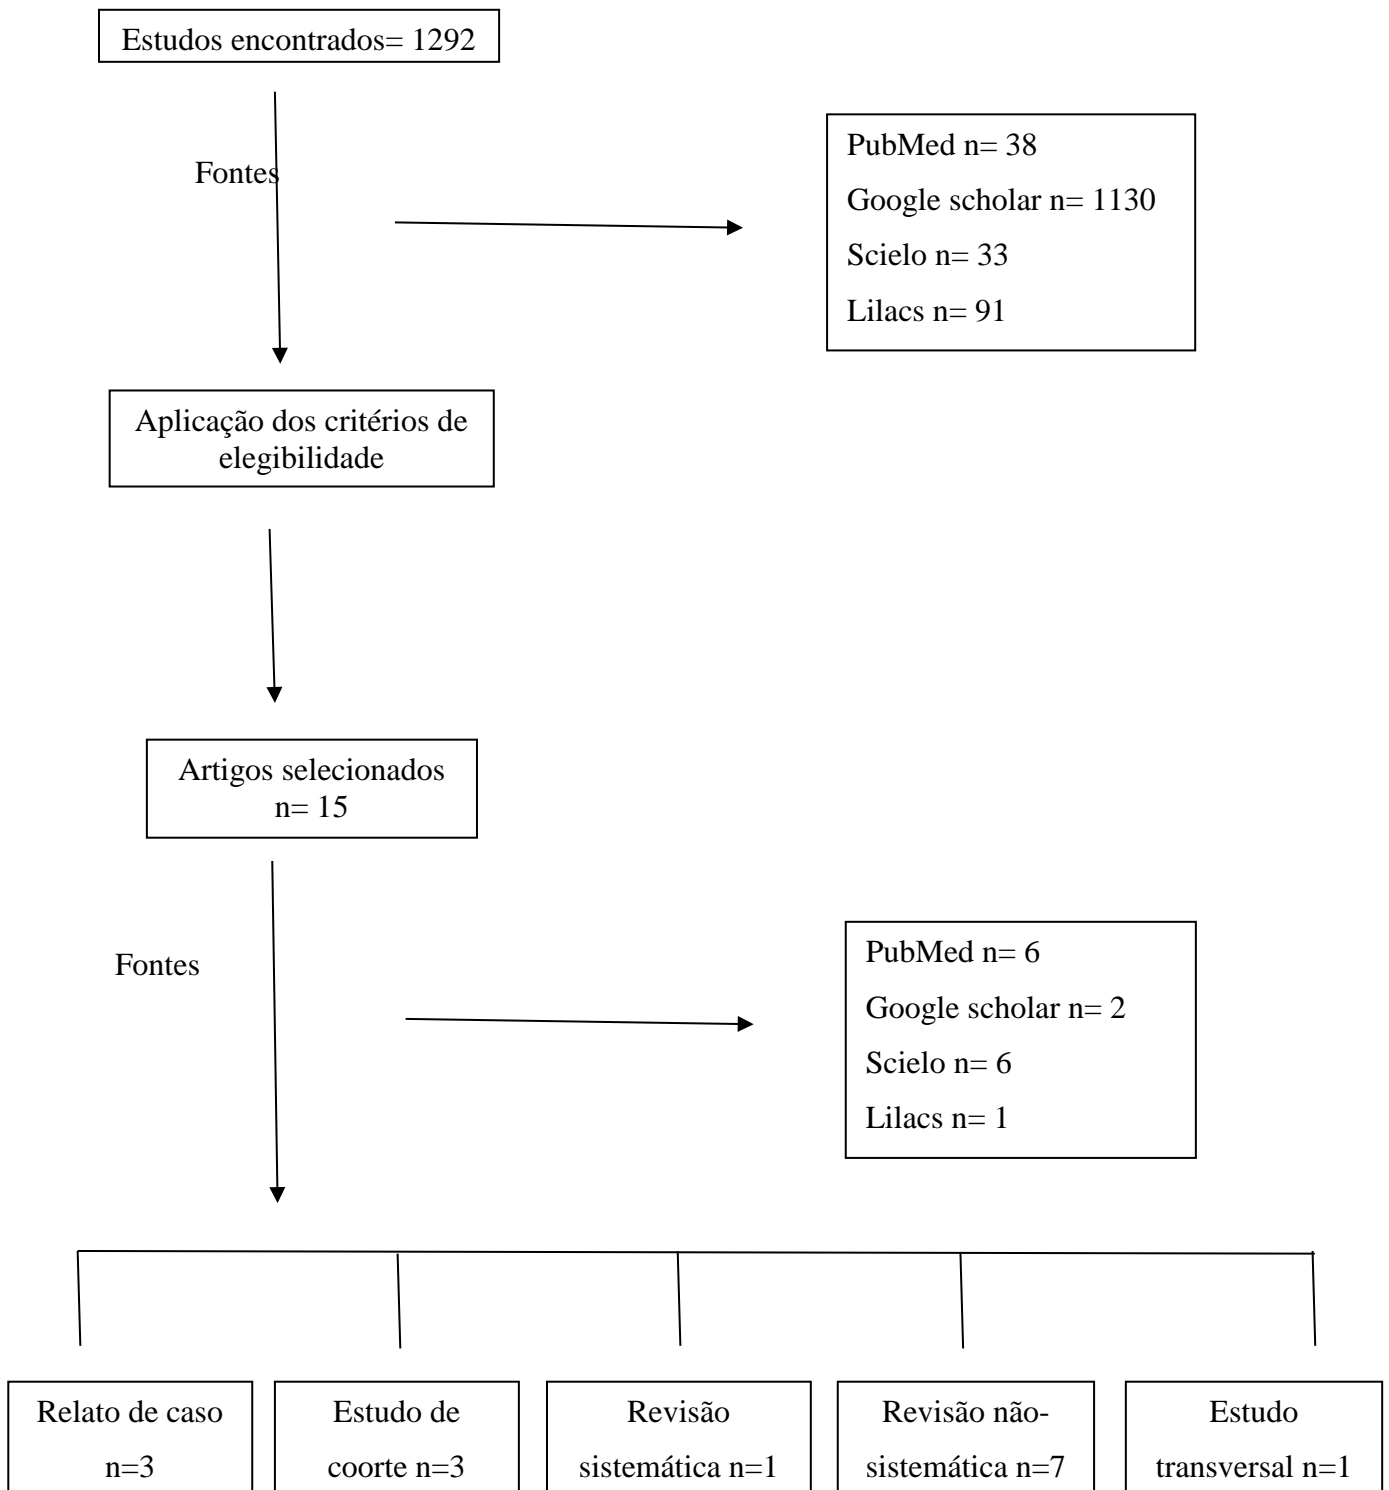 Estudos encontrados= 1292
Fontes
PubMed n= 38
Google scholar n= 1130
Scielo n= 33
Lilacs n= 91
Aplicação dos critérios de
elegibilidade
Artigos selecionados
n= 15
Fontes
PubMed n= 6
Google scholar n= 2
Scielo n= 6
Lilacs n= 1
Relato de caso
n=3
Estudo de
coorte n=3
Revisão
sistemática n=1
Revisão não-
sistemática n=7
Estudo
transversal n=1